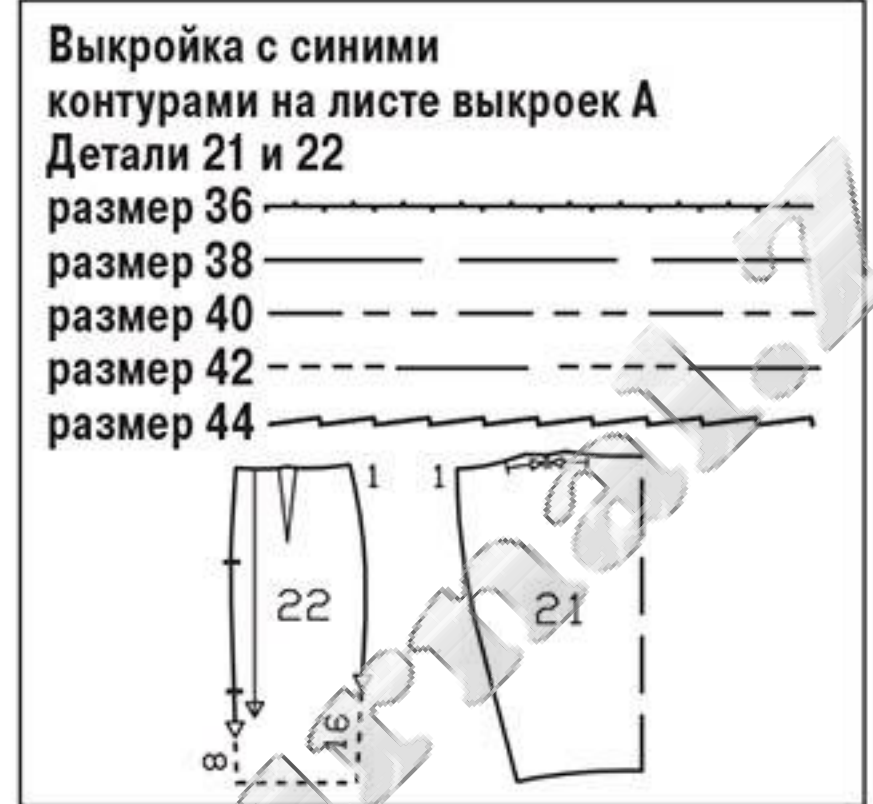 Выкройка с синими
контурами на листе выкроек А
Детали 21 и 22
размер 36
размер 38
размер 40
размер 42
размер 44
1 1
22 21
16
8